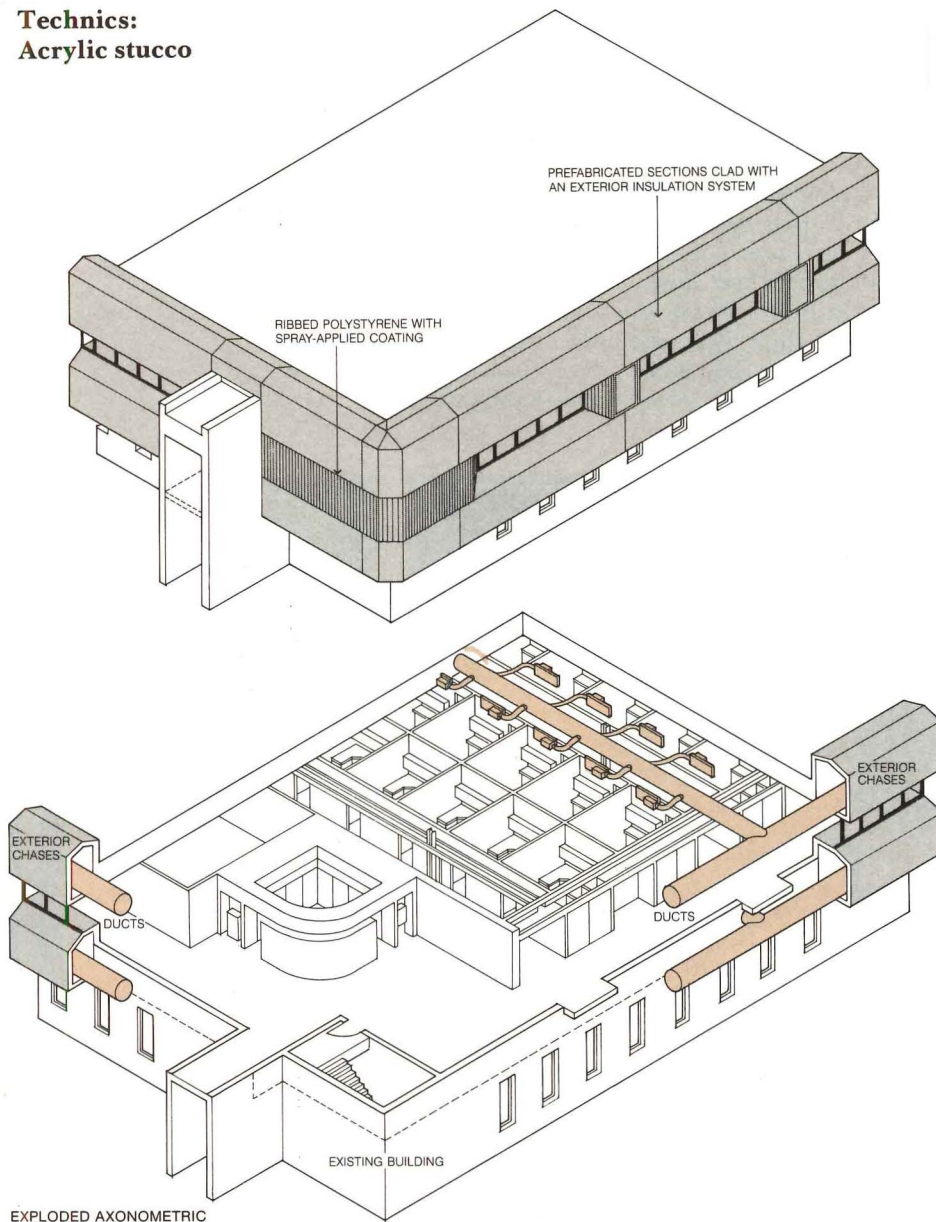 Technics:
Acrylic stucco
PREFABRICATED SECTIONS CLAD WITH
AN EXTERIOR INSULATION SYSTEM
RIBBED POLYSTYRENE WITH
SPRAY-APPLIED COATING
EXTERIOR
CHASES
EXTERIOR
CHASES
DUCTS
DUCTS
EXISTING BUILDING
EXPLODED AXONOMETRIC